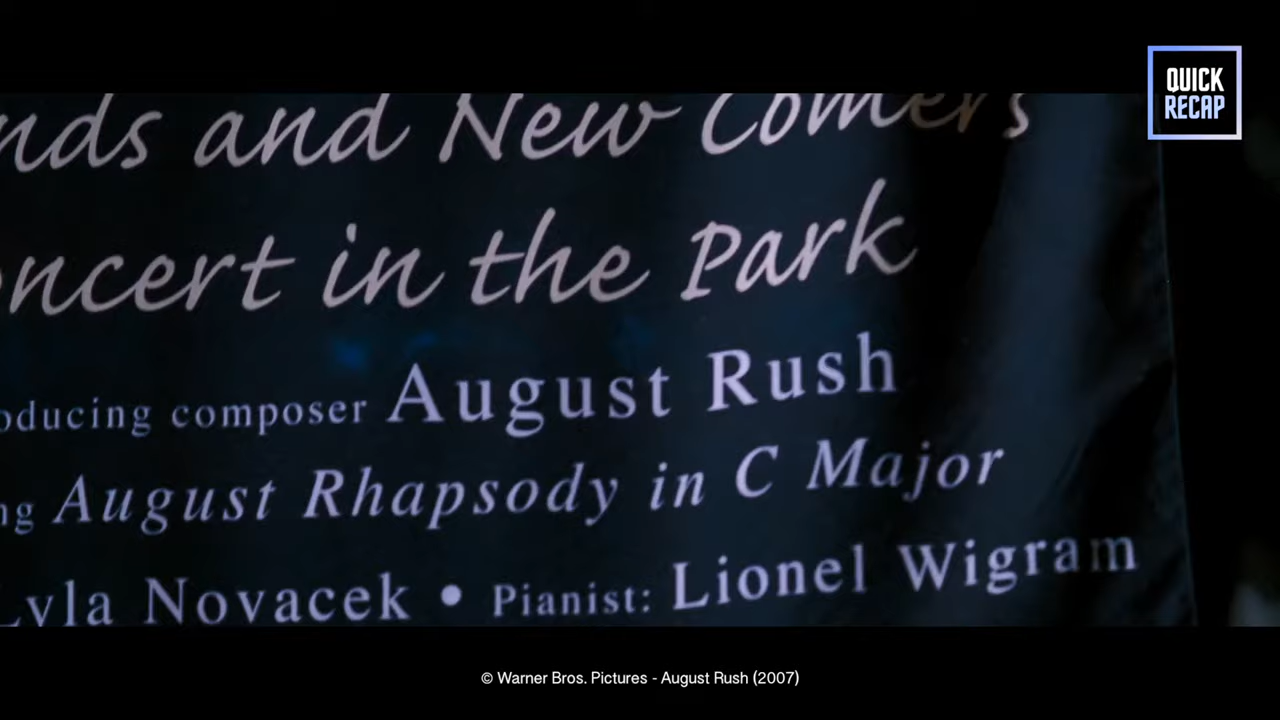 QUICK
RECAP
nds and New Comers
oncert in the Park
oducing composer August Rush
ng August Rhapsody in C Major
Lyla Novacek • Pianist: Lionel Wigram
© Warner Bros. Pictures - August Rush (2007)